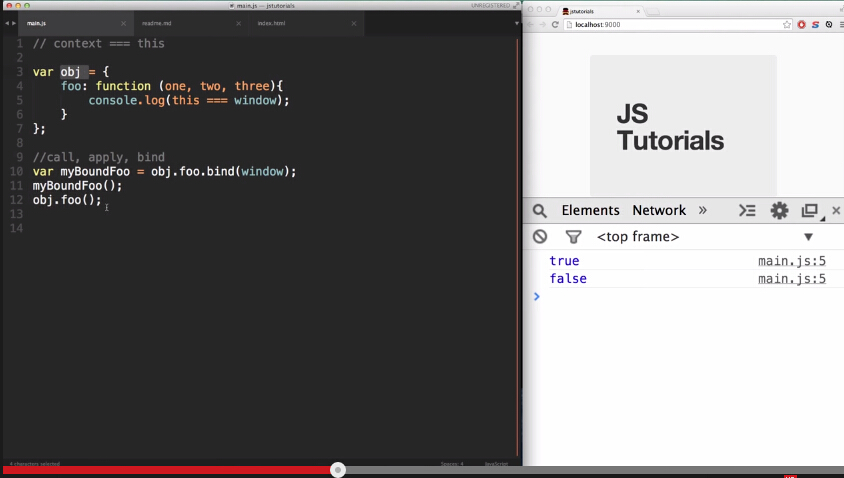 main.js — jstutorials
UNREGISTERED
main.js
readme.md
index.html
1 // context === this
2
3 var obj = {
4 foo: function (one, two, three){
5 console.log(this === window);
6 }
7 };
8
9 //call, apply, bind
10 var myBoundFoo = obj.foo.bind(window);
11 myBoundFoo();
12 obj.foo();
13
14
4 characters selected
Spaces: 4
JavaScript
jstutorials
localhost:9000
JS
Tutorials
Elements Network »
<top frame>
true main.js:5
false main.js:5